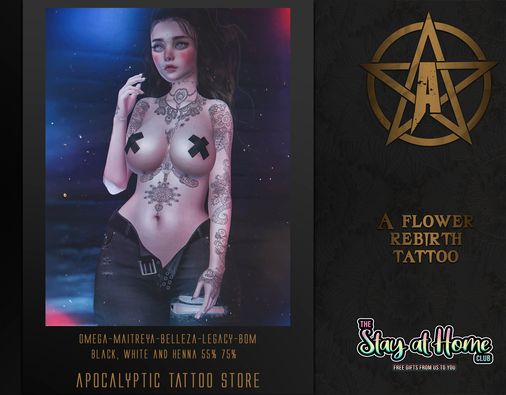 OMEGA-MAITREYA-BELLEZA-LEGACY-BOM
BLACK, WHITE AND HENNA 55% 75%
APOCALYPTIC TATTOO STORE
A FLOWER
REBIRTH
TATTOO
THE
Stay at Home
CLUB
FREE GIFTS FROM US TO YOU